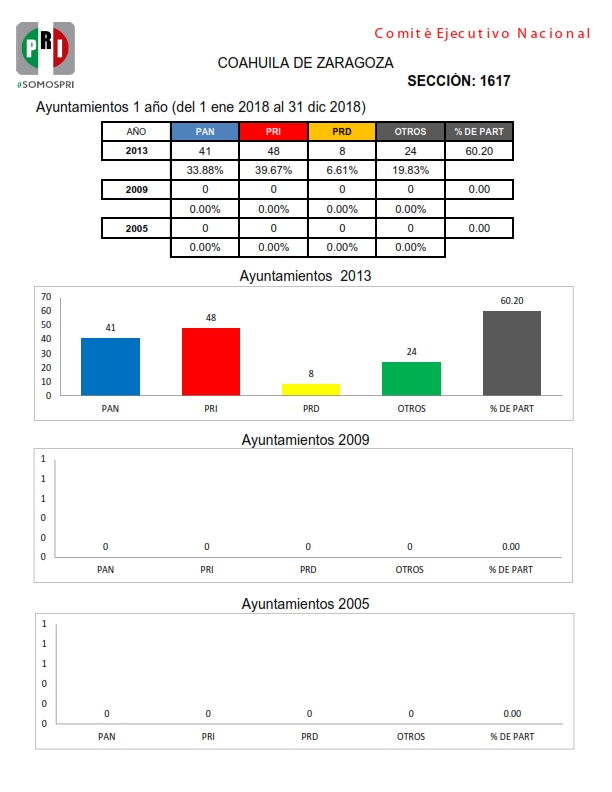 PRI
#SOMOSPRI
Comité Ejecutivo Nacional
COAHUILA DE ZARAGOZA
SECCIÓN: 1617
Ayuntamientos 1 año (del 1 ene 2018 al 31 dic 2018)
AÑO PAN PRI PRD OTROS % DE PART
2013 41 48 8 24 60.20
33.88% 39.67% 6.61% 19.83%
2009 0 0 0 0 0.00
0.00% 0.00% 0.00% 0.00%
2005 0 0 0 0 0.00
0.00% 0.00% 0.00% 0.00%
Ayuntamientos 2013
70
60
50
40
30
20
10
0
41 48 8 24 60.20
PAN PRI PRD OTROS % DE PART
Ayuntamientos 2009
1
1
1
0
0
0
0 0 0 0 0.00
PAN PRI PRD OTROS % DE PART
Ayuntamientos 2005
1
1
1
0
0
0
0 0 0 0 0.00
PAN PRI PRD OTROS % DE PART